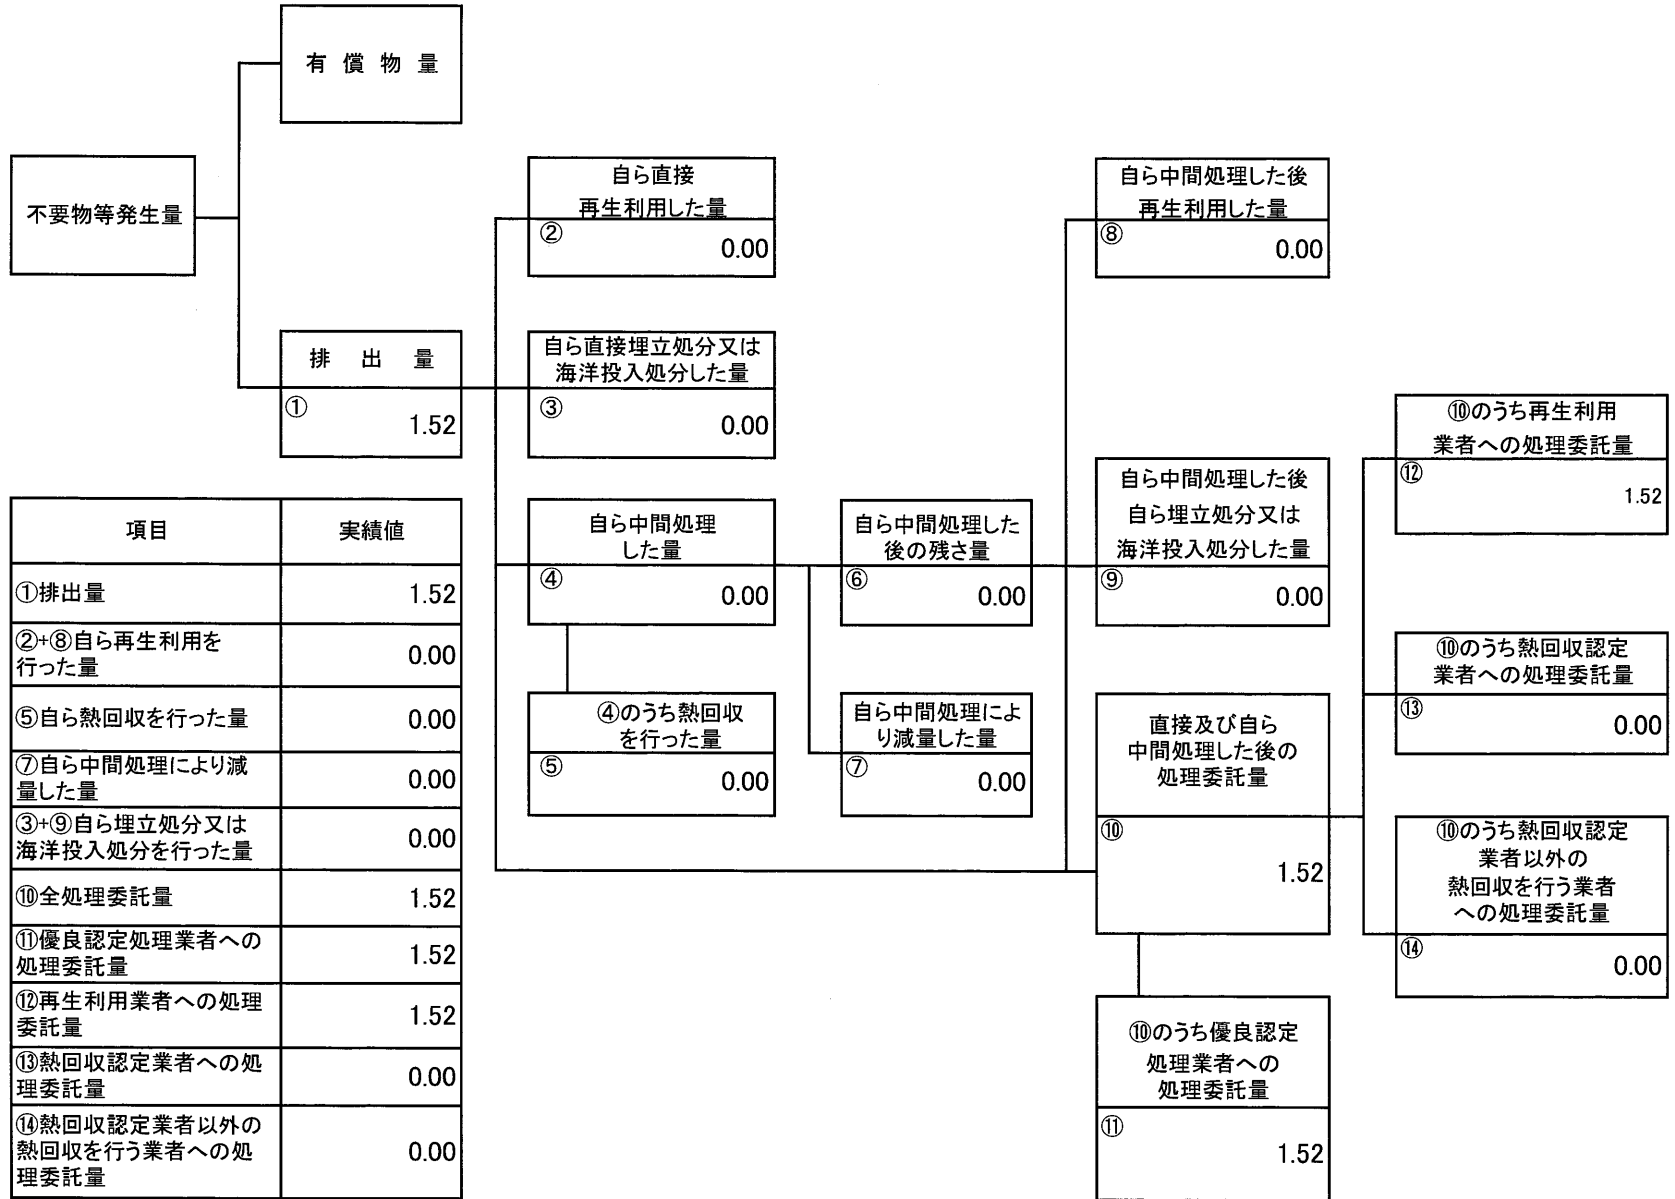 有償物量
不要物等発生量
自ら直接
再生利用した量
②
0.00
自ら中間処理した後
再生利用した量
⑧
0.00
排出量
①
1.52
自ら直接埋立処分又は
海洋投入処分した量
③
0.00
⑩のうち再生利用
業者への処理委託量
⑫
1.52
自ら中間処理
した量
④
0.00
自ら中間処理した
後の残さ量
⑥
0.00
自ら中間処理した後
自ら埋立処分又は
海洋投入処分した量
⑨
0.00
⑩のうち熱回収認定
業者への処理委託量
⑬
0.00
④のうち熱回収
を行った量
⑤
0.00
自ら中間処理によ
り減量した量
⑦
0.00
直接及び自ら
中間処理した後の
処理委託量
⑩
1.52
⑩のうち熱回収認定
業者以外の
熱回収を行う業者
への処理委託量
⑭
0.00
⑩のうち優良認定
処理業者への
処理委託量
⑪
1.52
項目 実績値
①排出量 1.52
②+⑧自ら再生利用を
行った量 0.00
⑤自ら熱回収を行った量 0.00
⑦自ら中間処理により減
量した量 0.00
③+⑨自ら埋立処分又は
海洋投入処分を行った量 0.00
⑩全処理委託量 1.52
⑪優良認定処理業者への
処理委託量 1.52
⑫再生利用業者への処理
委託量 1.52
⑬熱回収認定業者への処
理委託量 0.00
⑭熱回収認定業者以外の
熱回収を行う業者への処
理委託量 0.00